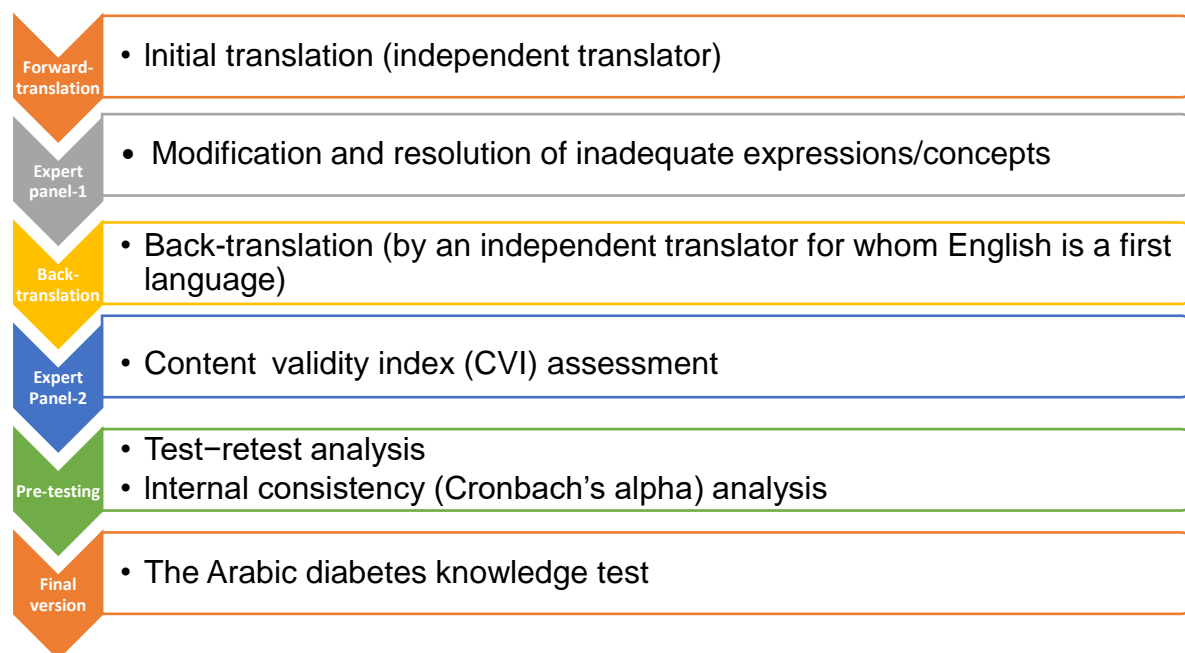 Forward-
translation
• Initial translation (independent translator)
Expert
panel-1
• Modification and resolution of inadequate expressions/concepts
Back-
translation
• Back-translation (by an independent translator for whom English is a first
language)
Expert
Panel-2
• Content validity index (CVI) assessment
Pre-testing
• Test−retest analysis
• Internal consistency (Cronbach’s alpha) analysis
Final
version
• The Arabic diabetes knowledge test